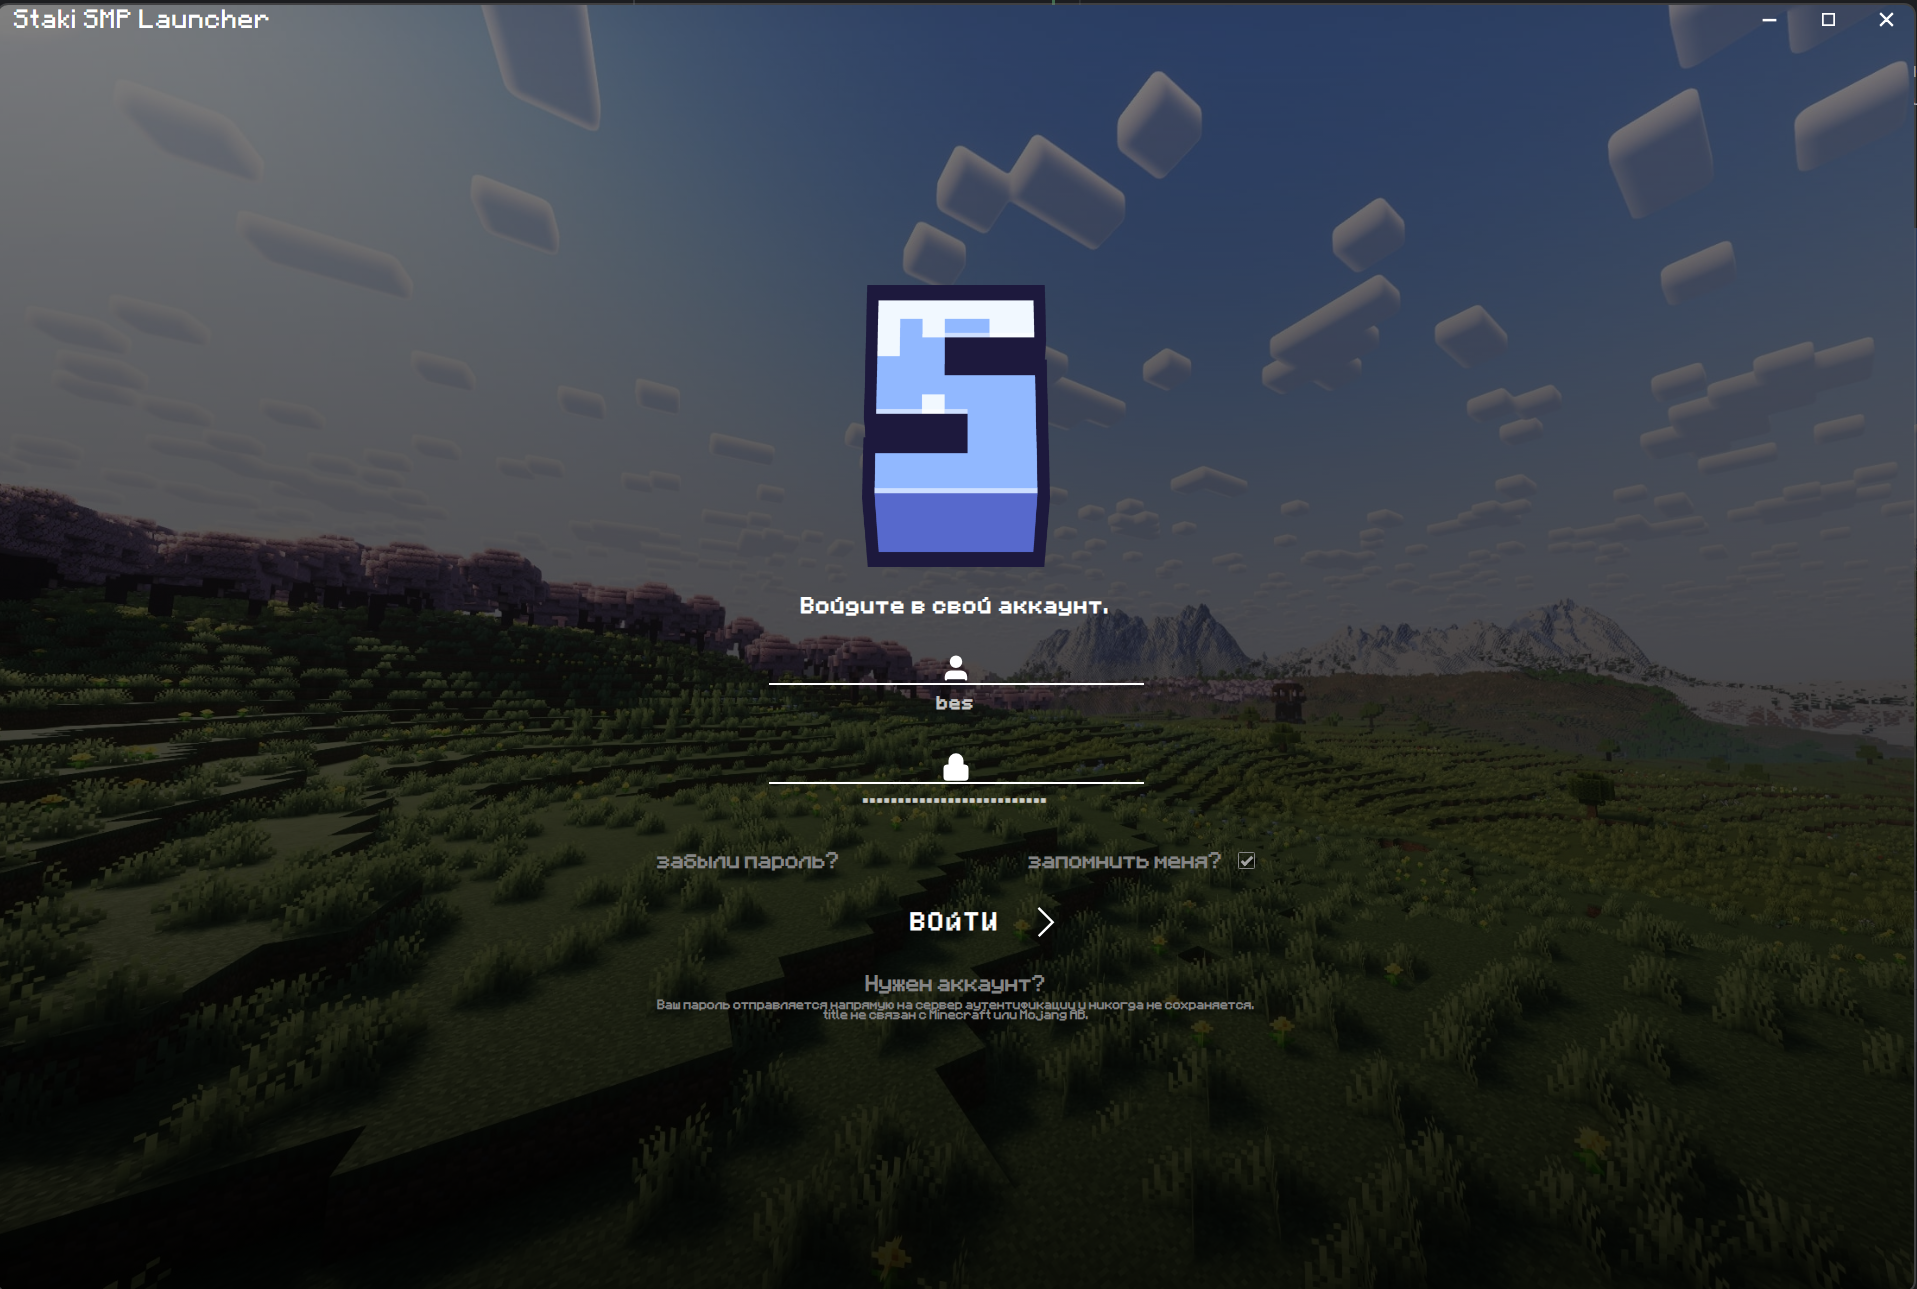 Staki SMP Launcher
Войдите в свой аккаунт.
bes
забыли пароль?
запомнить меня?
войти
Нужен аккаунт?
Ваш пароль отправляется напрямую на сервер аутентификации и никогда не сохраняется.
title не связан с Minecraft или Mojang AB.